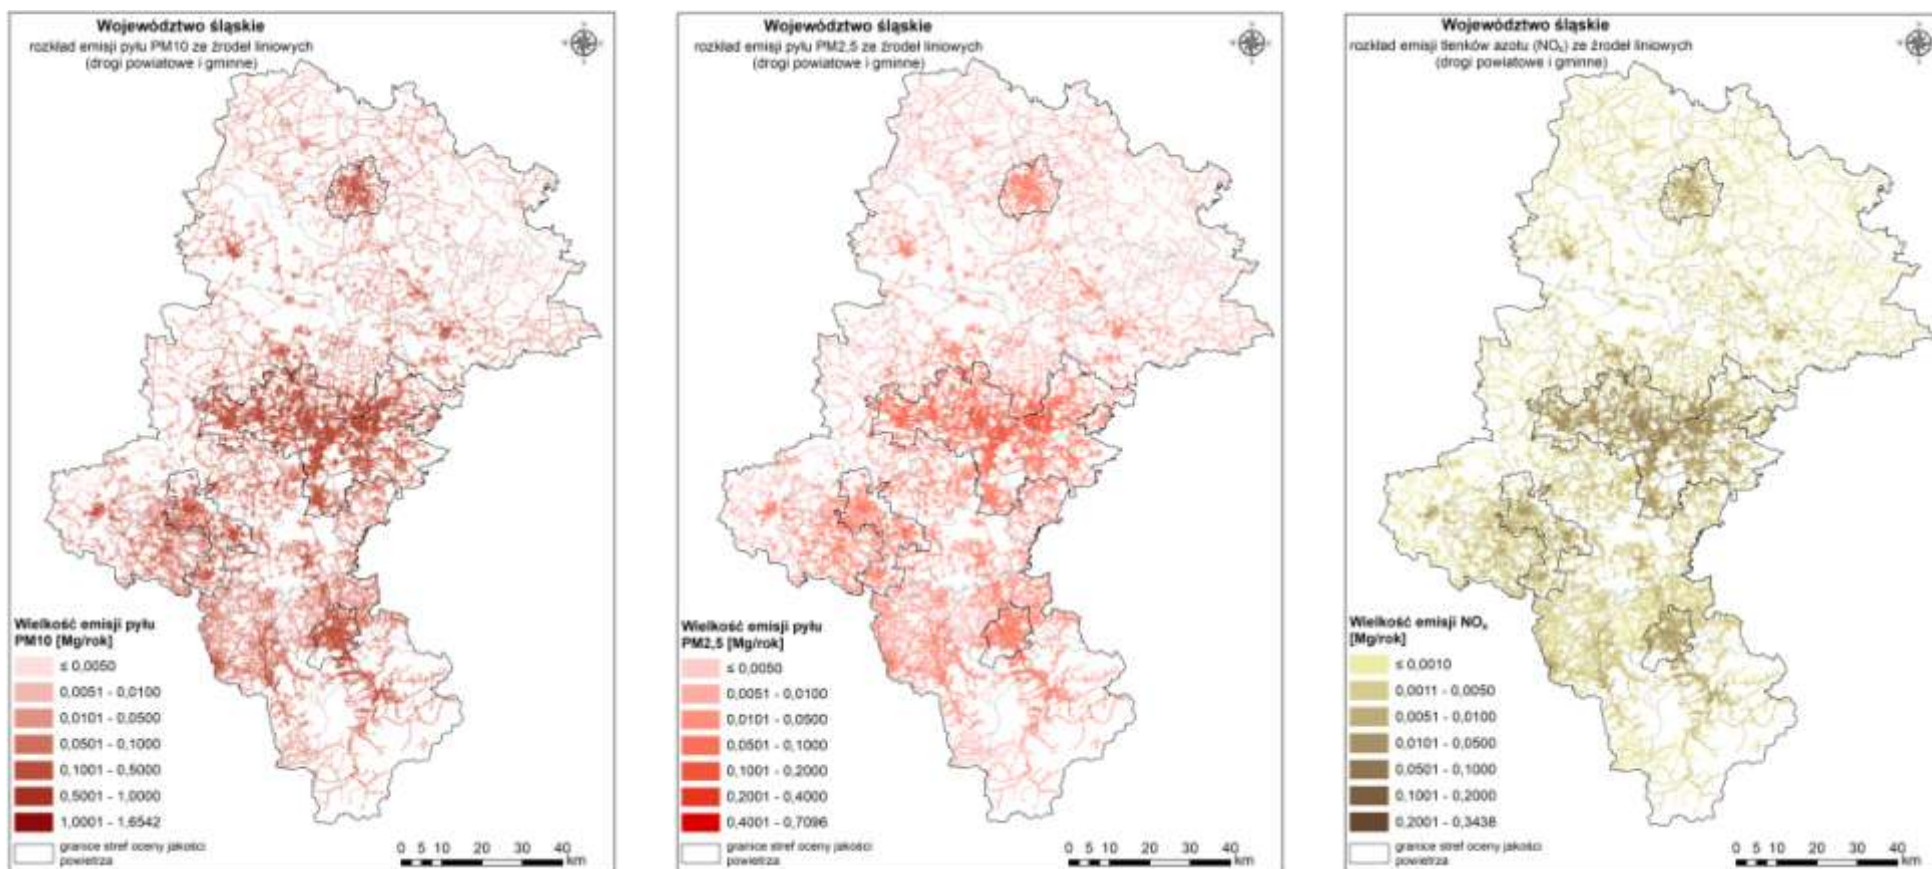 Województwo śląskie
rozkład emisji pyłu PM10 ze źrodeł liniowych
(drogi powiatowe i gminne)
Wielkość emisji pyłu
PM10 [Mg/rok]
≤ 0,0050
0,0051 - 0,0100
0,0101 - 0,0500
0,0501 - 0,1000
0,1001 - 0,5000
0,5001 - 1,0000
1,0001 - 1,6542
granice stref oceny jakości
powietrza
0 5 10 20 30 40
km
Województwo śląskie
rozkład emisji pyłu PM2,5 ze źrodeł liniowych
(drogi powiatowe i gminne)
Wielkość emisji pyłu
PM2,5 [Mg/rok]
≤ 0,0050
0,0051 - 0,0100
0,0101 - 0,0500
0,0501 - 0,1000
0,1001 - 0,2000
0,2001 - 0,4000
0,4001 - 0,7096
granice stref oceny jakości
powietrza
0 5 10 20 30 40
km
Województwo śląskie
rozkład emisji tlenków azotu (NOₓ) ze źrodeł liniowych
(drogi powiatowe i gminne)
Wielkość emisji NOₓ
[Mg/rok]
≤ 0,0010
0,0011 - 0,0050
0,0051 - 0,0100
0,0101 - 0,0500
0,0501 - 0,1000
0,1001 - 0,2000
0,2001 - 0,3438
granice stref oceny jakości
powietrza
0 5 10 20 30 40
km